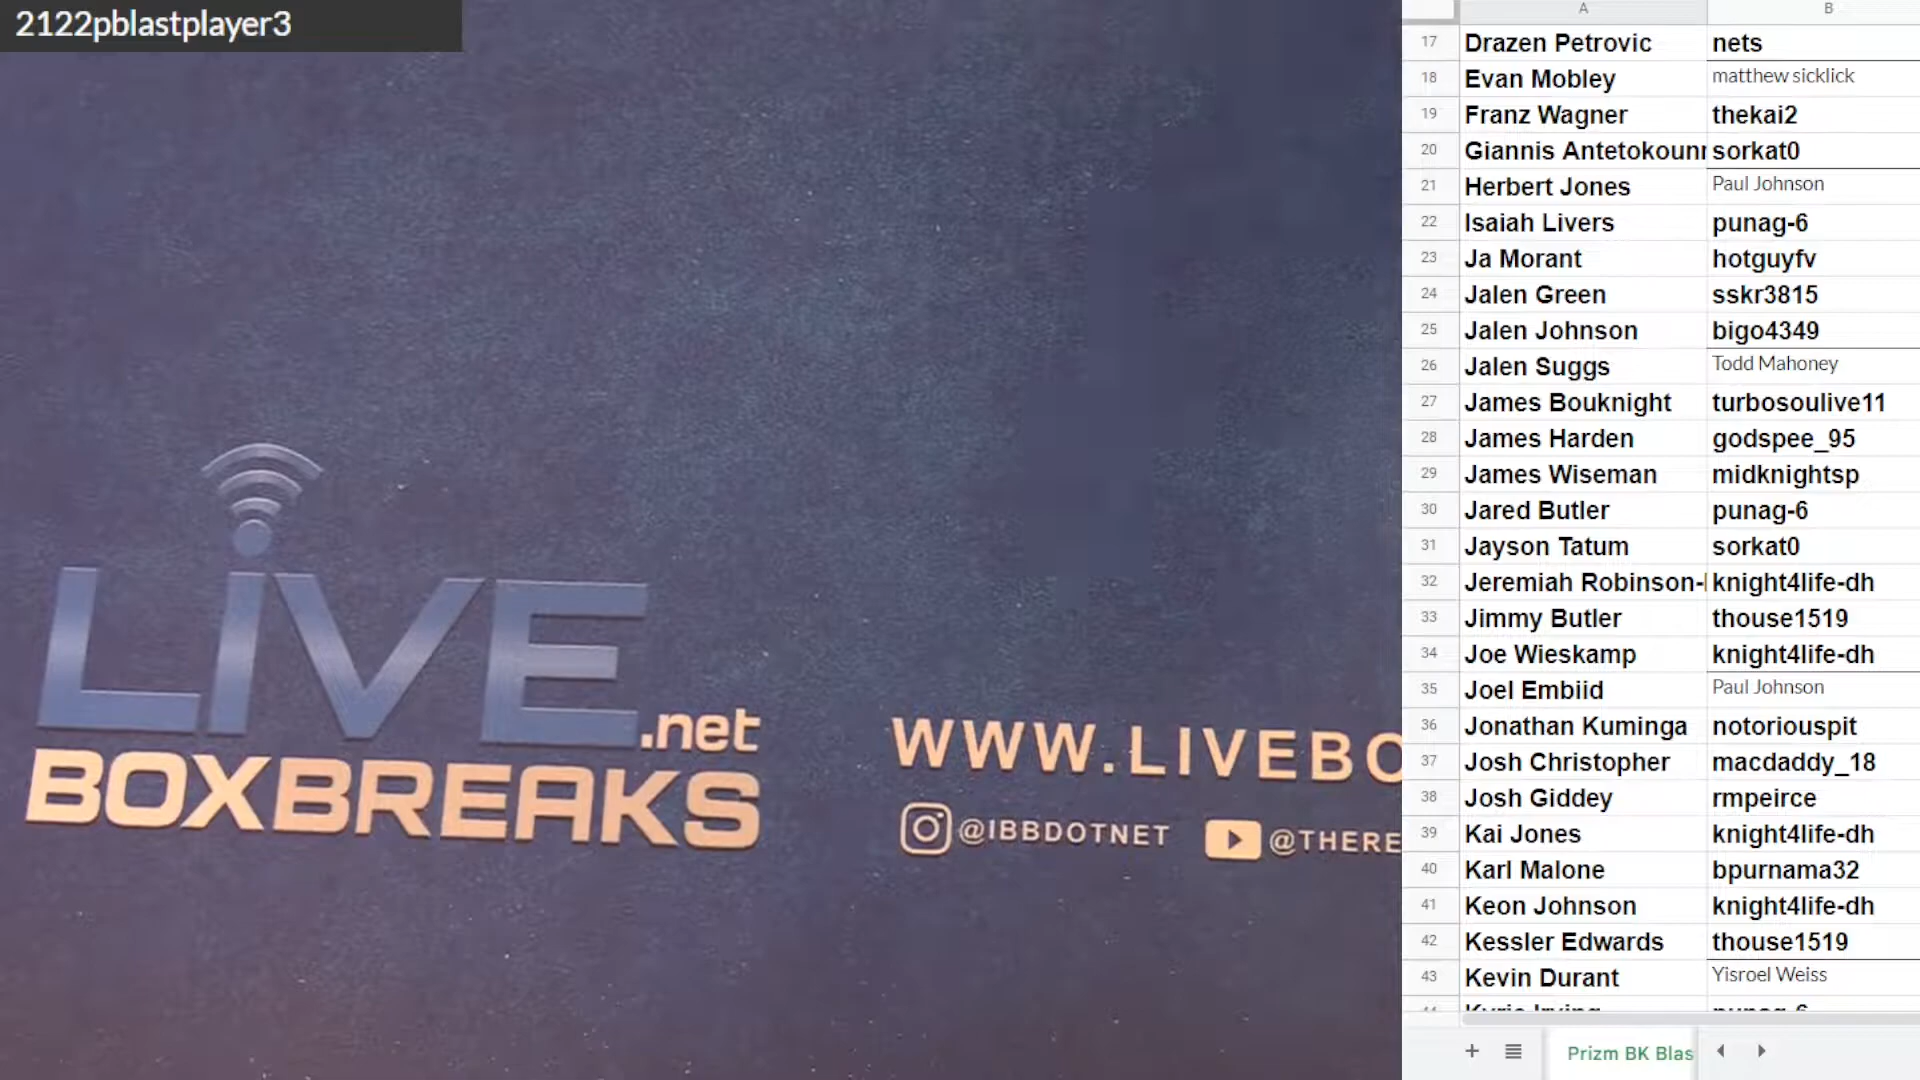 2122pblastplayer3
LiVE.net
BOXBREAKS
WWW.LIVEBO
@IBBDOTNET @THERE
A B
17 Drazen Petrovic nets
18 Evan Mobley matthew sicklick
19 Franz Wagner thekai2
20 Giannis Antetokoun sorkat0
21 Herbert Jones Paul Johnson
22 Isaiah Livers punag-6
23 Ja Morant hotguyfv
24 Jalen Green sskr3815
25 Jalen Johnson bigo4349
26 Jalen Suggs Todd Mahoney
27 James Bouknight turbosoulive11
28 James Harden godspee_95
29 James Wiseman midknightsp
30 Jared Butler punag-6
31 Jayson Tatum sorkat0
32 Jeremiah Robinson- knight4life-dh
33 Jimmy Butler thouse1519
34 Joe Wieskamp knight4life-dh
35 Joel Embiid Paul Johnson
36 Jonathan Kuminga notoriouspit
37 Josh Christopher macdaddy_18
38 Josh Giddey rmpeirce
39 Kai Jones knight4life-dh
40 Karl Malone bpurnama32
41 Keon Johnson knight4life-dh
42 Kessler Edwards thouse1519
43 Kevin Durant Yisroel Weiss
Prizm BK Blas